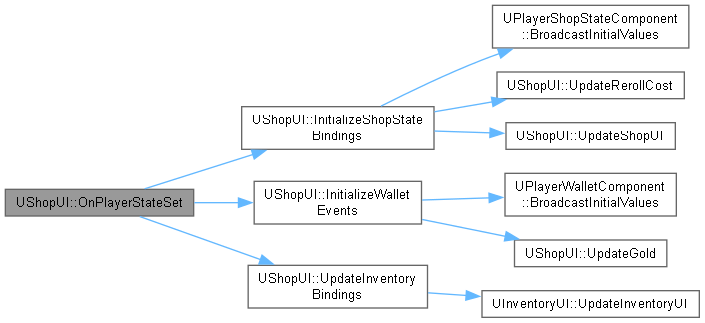 UShopUI::OnPlayerStateSet
UShopUI::InitializeShopState
Bindings
UPlayerShopStateComponent
::BroadcastInitialValues
UShopUI::UpdateRerollCost
UShopUI::UpdateShopUI
UShopUI::InitializeWallet
Events
UPlayerWalletComponent
::BroadcastInitialValues
UShopUI::UpdateGold
UShopUI::UpdateInventory
Bindings
UInventoryUI::UpdateInventoryUI